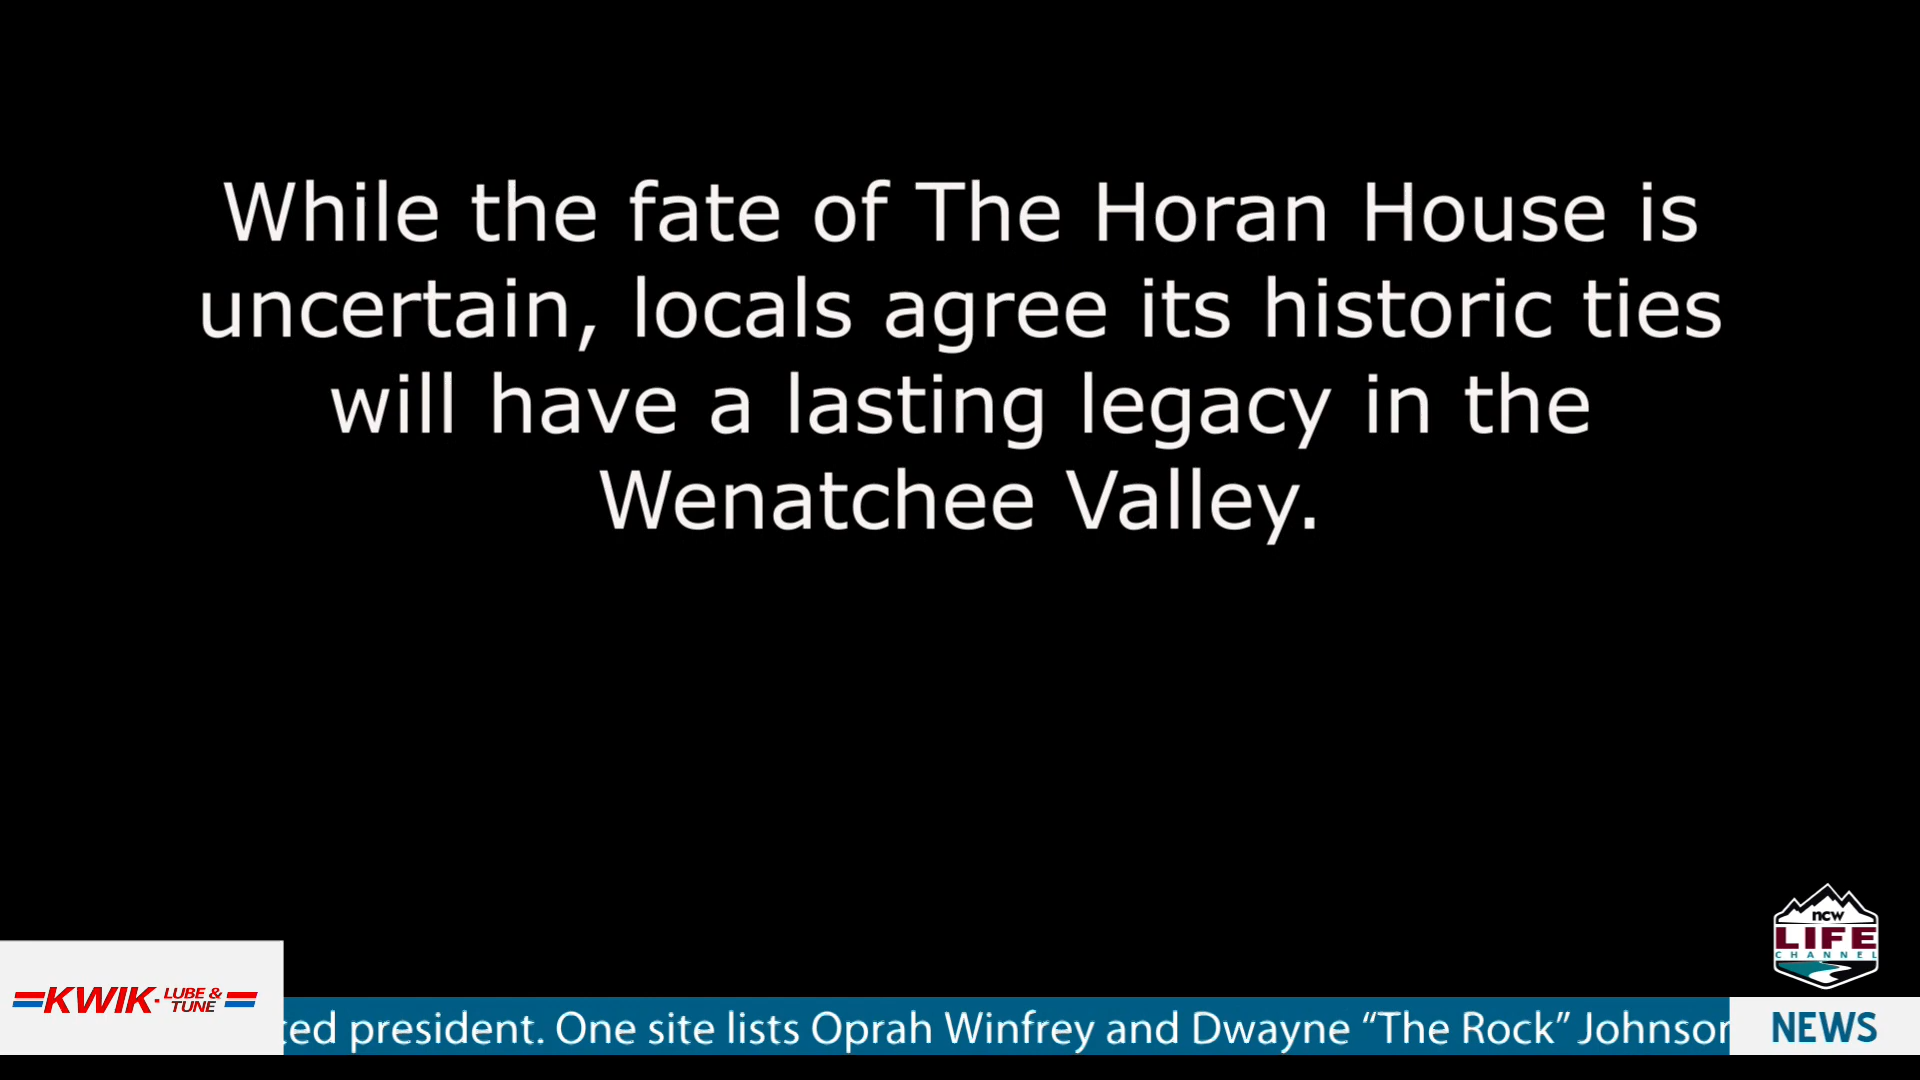 While the fate of The Horan House is
uncertain, locals agree its historic ties
will have a lasting legacy in the
Wenatchee Valley.
ncw
LIFE
CHANNEL
KWIK· LUBE &
TUNE
president. One site lists Oprah Winfrey and Dwayne “The Rock”
NEWS